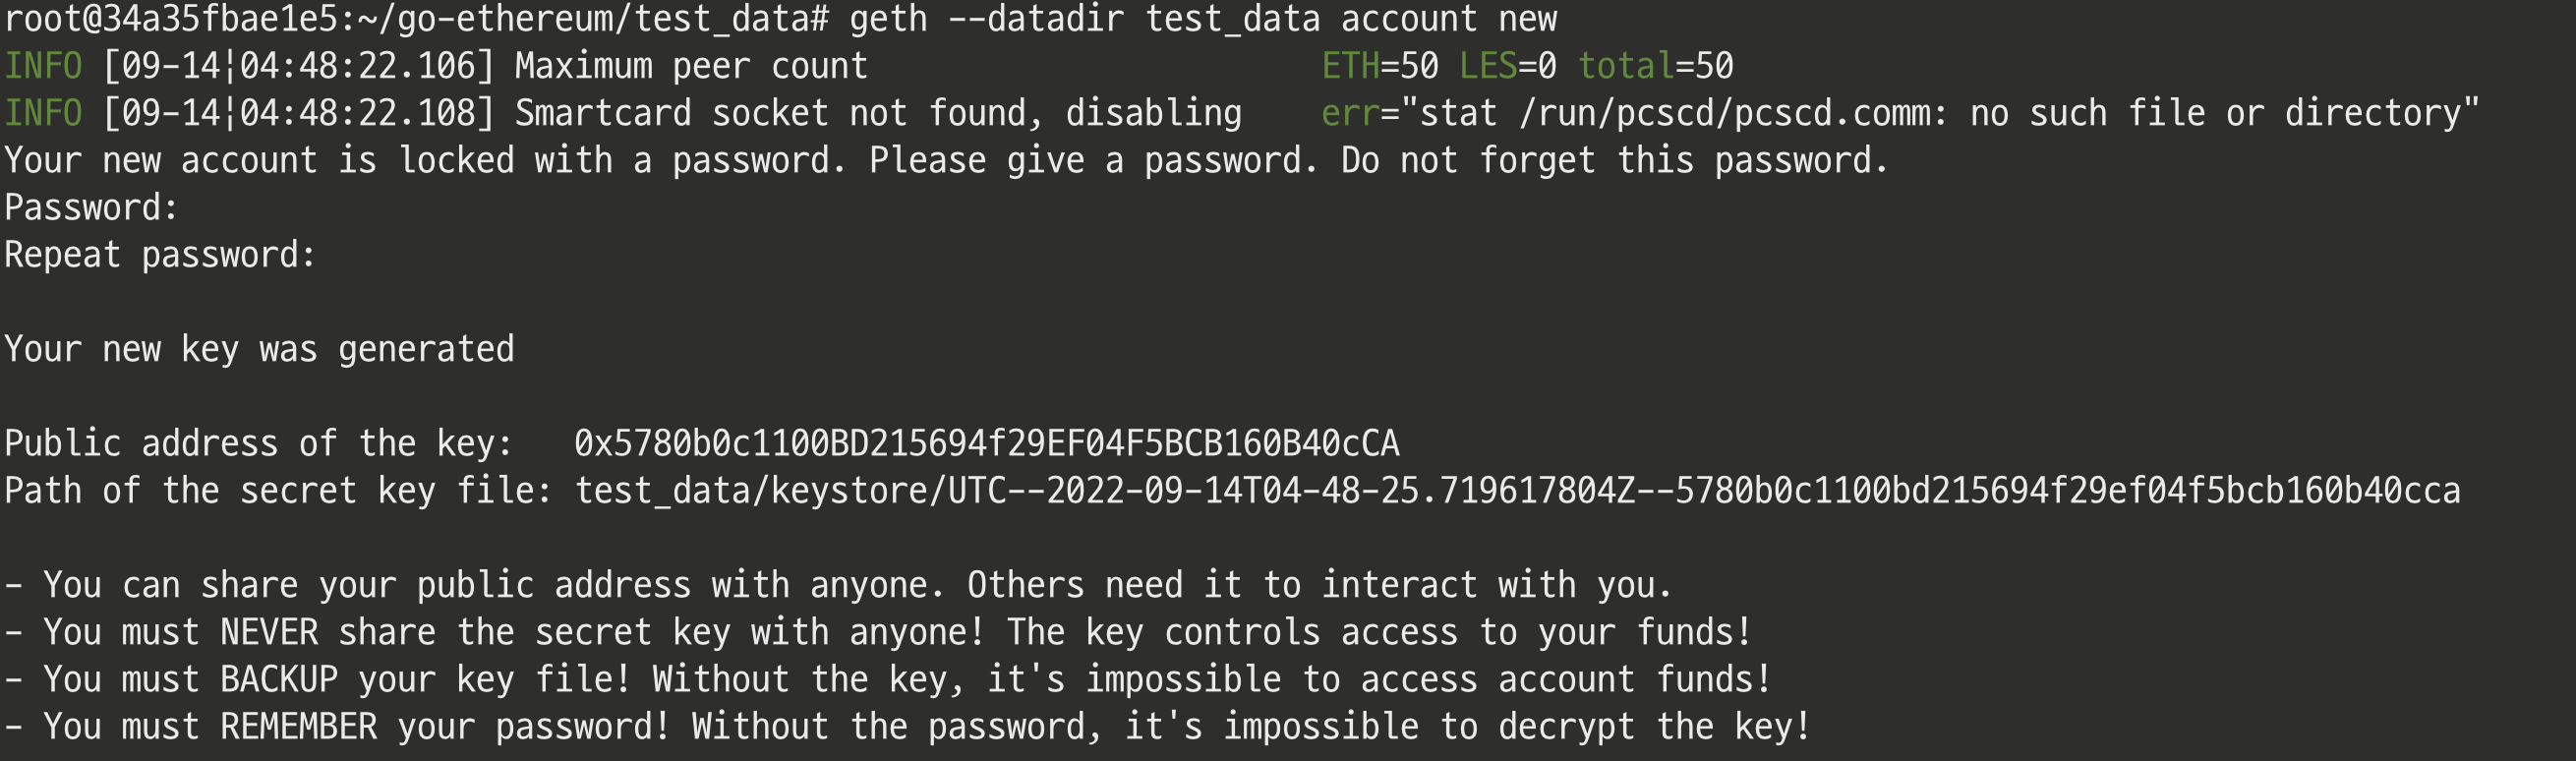 root@34a35fbae1e5:~/go-ethereum/test_data# geth --datadir test_data account new
INFO [09-14|04:48:22.106] Maximum peer count                       ETH=50 LES=0 total=50
INFO [09-14|04:48:22.108] Smartcard socket not found, disabling    err="stat /run/pcscd/pcscd.comm: no such file or directory"
Your new account is locked with a password. Please give a password. Do not forget this password.
Password:
Repeat password:
Your new key was generated
Public address of the key:   0x5780b0c1100BD215694f29EF04F5BCB160B40cCA
Path of the secret key file: test_data/keystore/UTC--2022-09-14T04-48-25.719617804Z--5780b0c1100bd215694f29ef04f5bcb160b40cca
- You can share your public address with anyone. Others need it to interact with you.
- You must NEVER share the secret key with anyone! The key controls access to your funds!
- You must BACKUP your key file! Without the key, it's impossible to access account funds!
- You must REMEMBER your password! Without the password, it's impossible to decrypt the key!